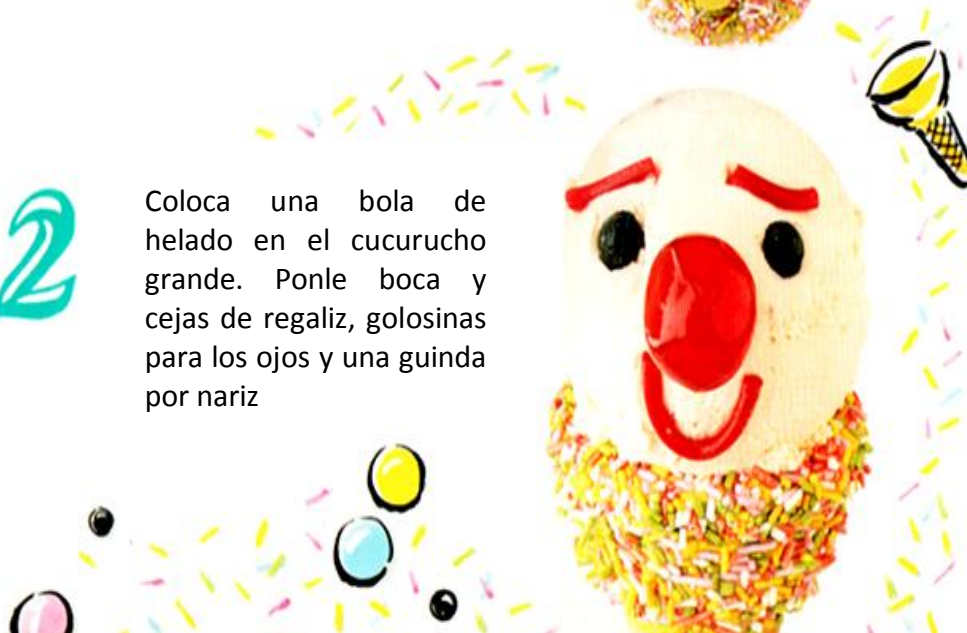 2
Coloca una bola de
helado en el cucurucho
grande. Ponle boca y
cejas de regaliz, golosinas
para los ojos y una guinda
por nariz